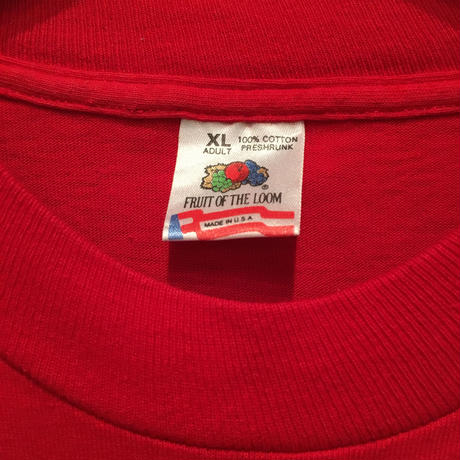 XL 100% COTTON
ADULT PRESHRUNK
®
FRUIT OF THE LOOM
MADE IN U.S.A